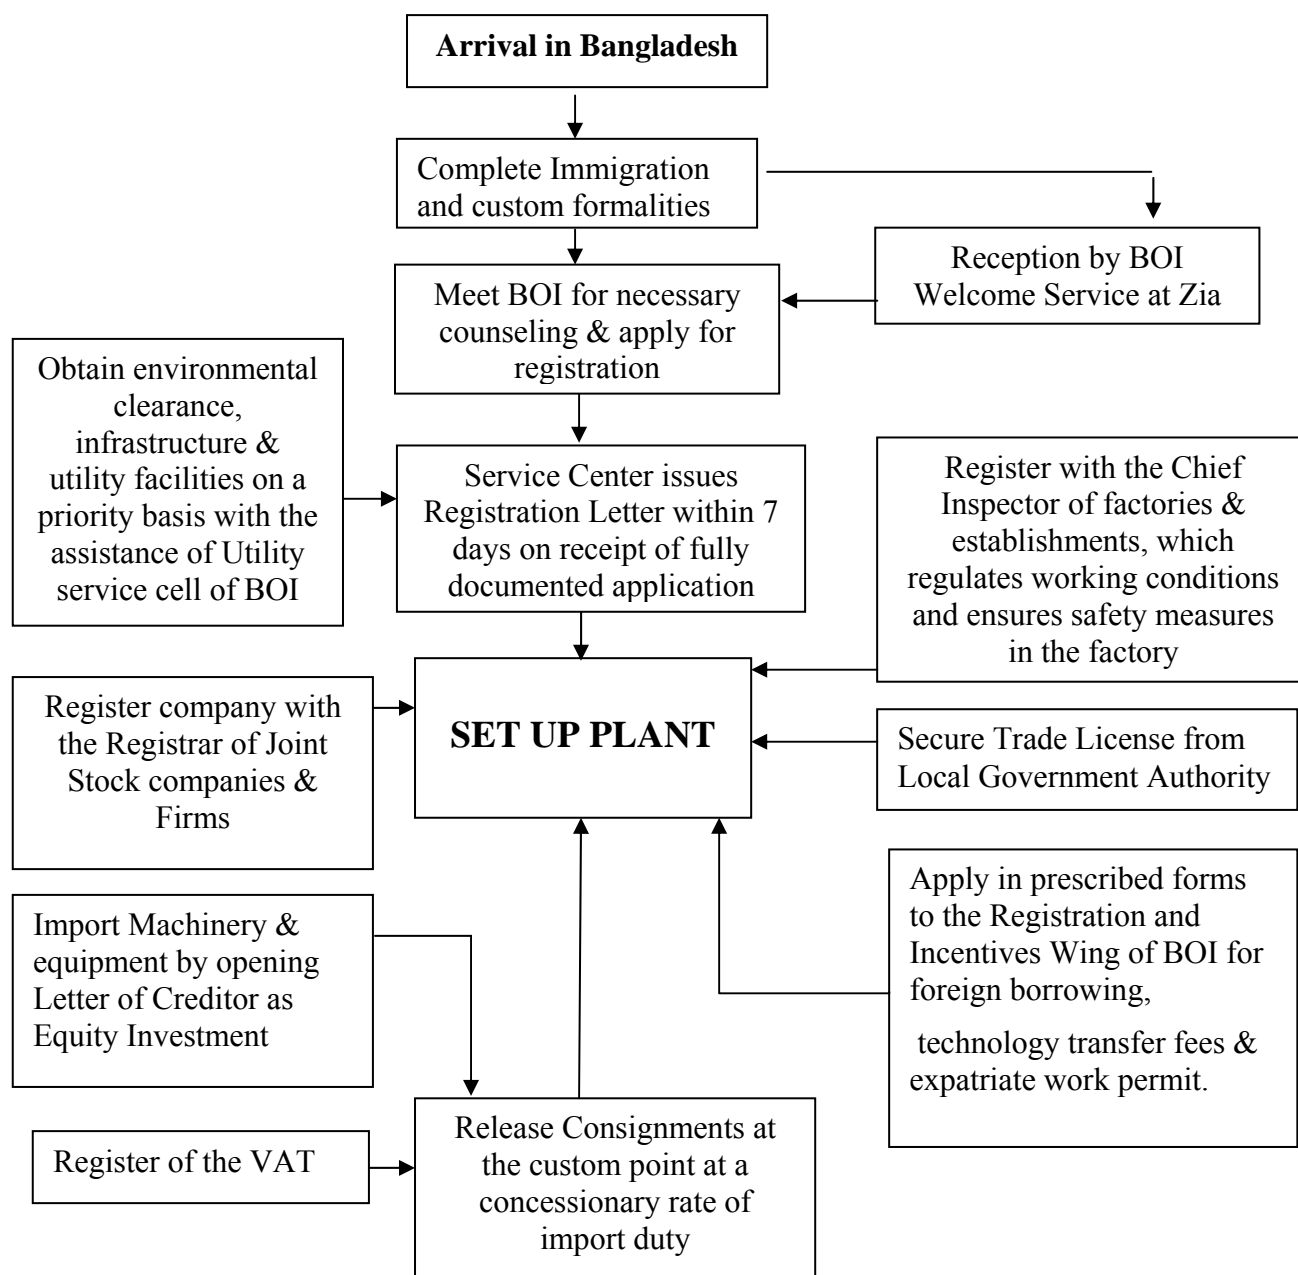 Arrival in Bangladesh
Complete Immigration
and custom formalities
Reception by BOI
Welcome Service at Zia
Meet BOI for necessary
counseling & apply for
registration
Obtain environmental
clearance,
infrastructure &
utility facilities on a
priority basis with the
assistance of Utility
service cell of BOI
Service Center issues
Registration Letter within 7
days on receipt of fully
documented application
Register with the Chief
Inspector of factories &
establishments, which
regulates working conditions
and ensures safety measures
in the factory
Register company with
the Registrar of Joint
Stock companies &
Firms
SET UP PLANT
Secure Trade License from
Local Government Authority
Import Machinery &
equipment by opening
Letter of Creditor as
Equity Investment
Apply in prescribed forms
to the Registration and
Incentives Wing of BOI for
foreign borrowing,
technology transfer fees &
expatriate work permit.
Register of the VAT
Release Consignments at
the custom point at a
concessionary rate of
import duty